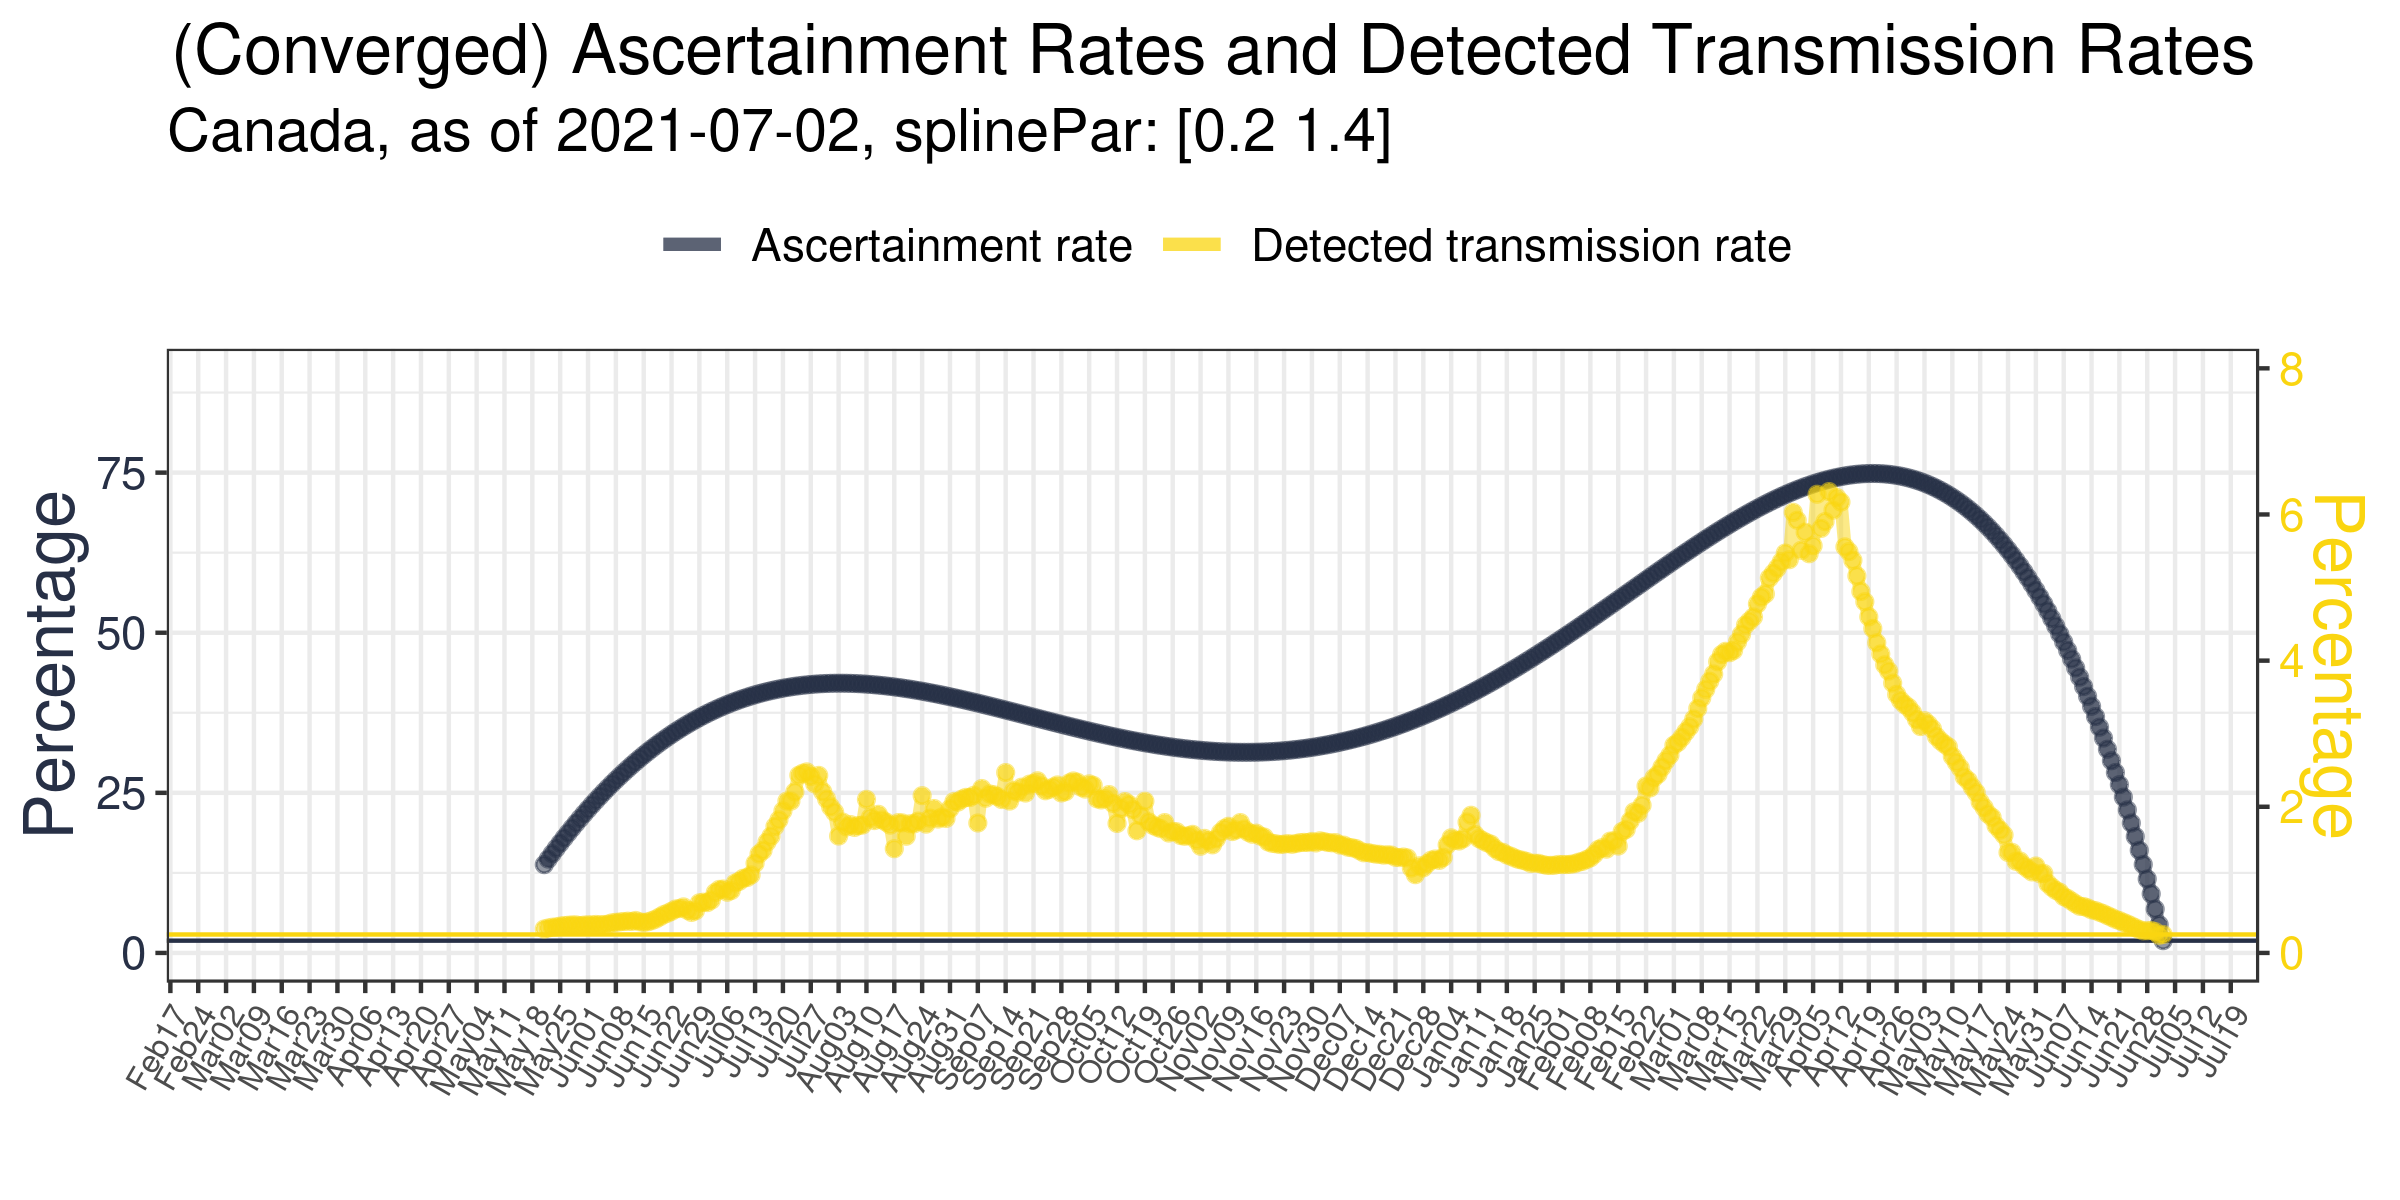 (Converged) Ascertainment Rates and Detected Transmission Rates
Canada, as of 2021-07-02, splinePar: [0.2 1.4]
Ascertainment rate
Detected transmission rate
Percentage
75
50
25
0
8
6
4
2
0
Percentage
Feb17
Feb24
Mar02
Mar09
Mar16
Mar23
Mar30
Apr06
Apr13
Apr20
Apr27
May04
May11
May18
May25
Jun01
Jun08
Jun15
Jun22
Jun29
Jul06
Jul13
Jul20
Jul27
Aug03
Aug10
Aug17
Aug24
Aug31
Sep07
Sep14
Sep21
Sep28
Oct05
Oct12
Oct19
Oct26
Nov02
Nov09
Nov16
Nov23
Nov30
Dec07
Dec14
Dec21
Dec28
Jan04
Jan11
Jan18
Jan25
Feb01
Feb08
Feb15
Feb22
Mar01
Mar08
Mar15
Mar22
Mar29
Apr05
Apr12
Apr19
Apr26
May03
May10
May17
May24
May31
Jun07
Jun14
Jun21
Jun28
Jul05
Jul12
Jul19